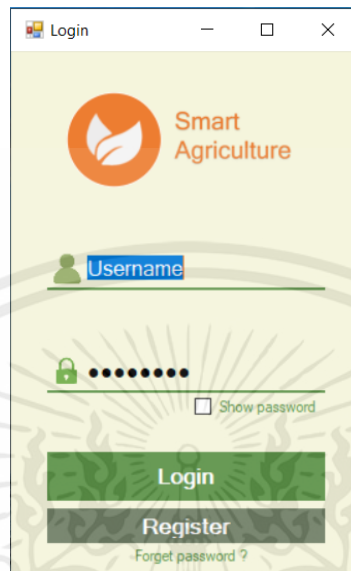 Login
Smart
Agriculture
Username
••••••••
Show password
Login
Register
Forget password ?